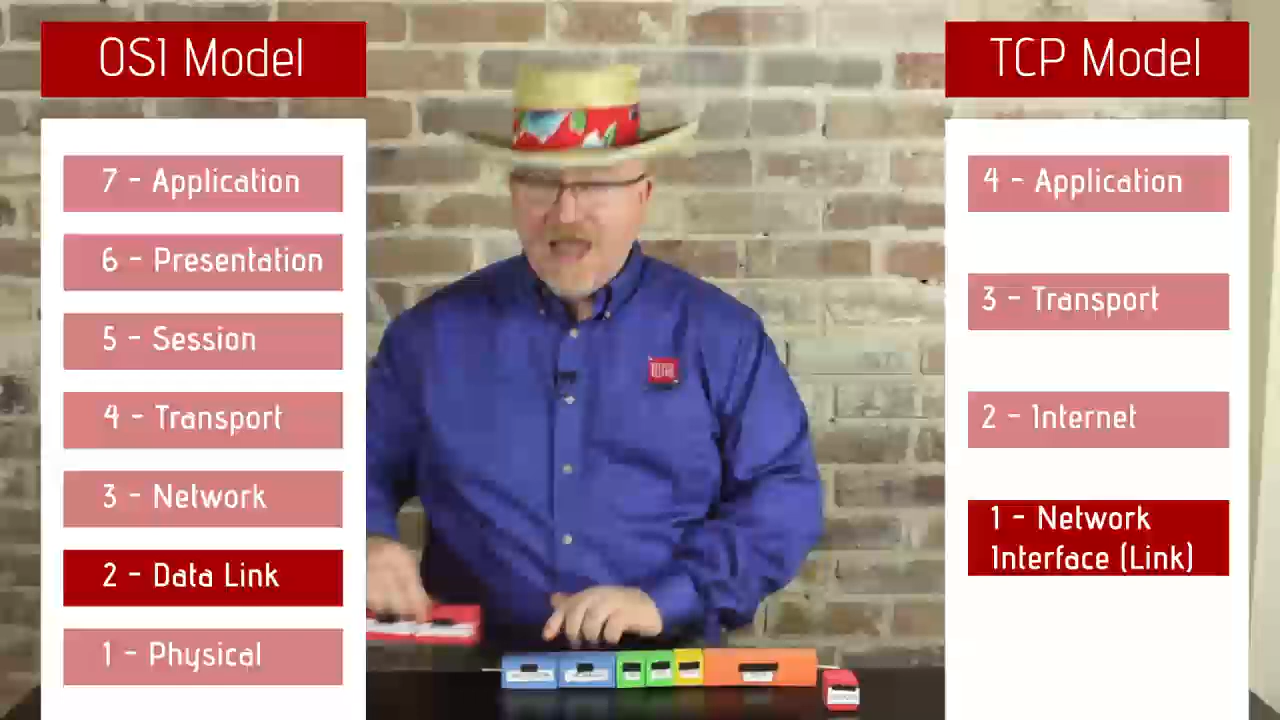 OSI Model
7 - Application
6 - Presentation
5 - Session
4 - Transport
3 - Network
2 - Data Link
1 - Physical
TCP Model
4 - Application
3 - Transport
2 - Internet
1 - Network
Interface (Link)